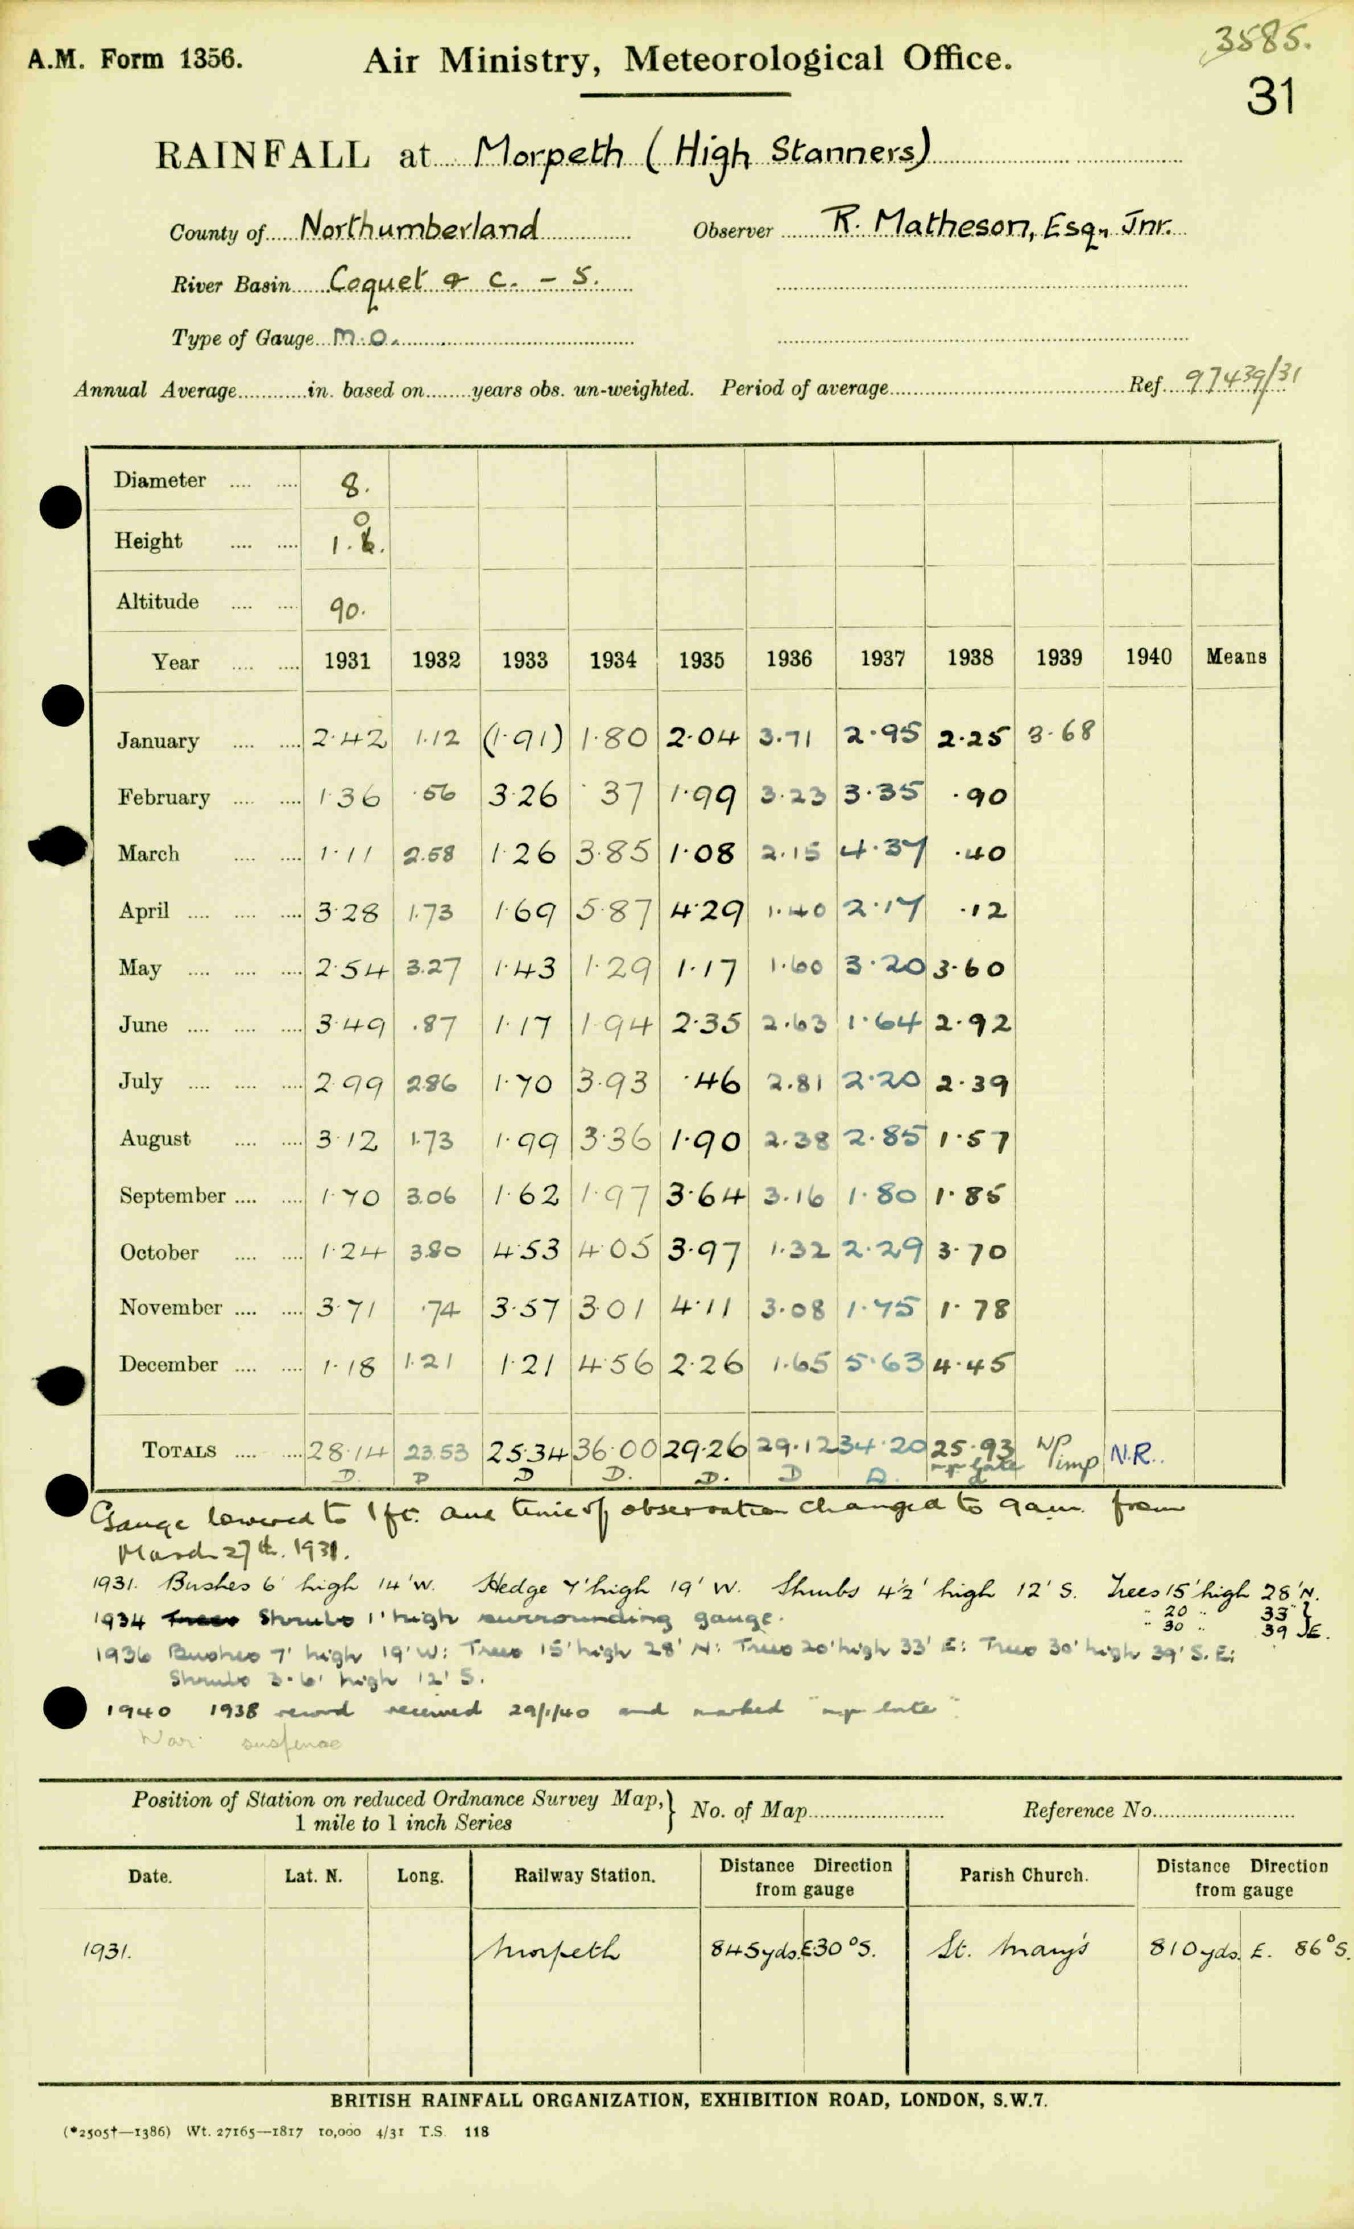 3585.
31
A.M. Form 1356. Air Ministry, Meteorological Office.
RAINFALL at Morpeth (High Stanners)
County of Northumberland Observer R. Matheson, Esq., Jnr.
River Basin Coquet & c. - 5.
Type of Gauge M.O.
Annual Average in. based on years obs. un-weighted. Period of average Ref. 97439/31
Diameter 8.
Height 1.0
Altitude 90.
Year 1931 1932 1933 1934 1935 1936 1937 1938 1939 1940 Means
January 2.42 1.12 (1.91) 1.80 2.04 3.71 2.95 2.25 3.68
February 1.36 .56 3.26 .37 1.99 3.23 3.35 .90
March 1.11 2.58 1.26 3.85 1.08 2.15 4.37 .40
April 3.28 1.73 1.69 5.87 4.29 1.40 2.17 .12
May 2.54 3.27 1.43 1.29 1.17 1.60 3.20 3.60
June 3.49 .87 1.17 1.94 2.35 2.63 1.64 2.92
July 2.99 2.86 1.70 3.93 .46 2.81 2.20 2.39
August 3.12 1.73 1.99 3.36 1.90 2.38 2.85 1.57
September 1.70 3.06 1.62 1.97 3.64 3.16 1.80 1.85
October 1.24 3.80 4.53 4.05 3.97 1.32 2.29 3.70
November 3.71 .74 3.57 3.01 4.11 3.08 1.75 1.78
December 1.18 1.21 1.21 4.56 2.26 1.65 5.63 4.45
TOTALS 28.14 23.53 25.34 36.00 29.26 29.12 34.20 25.93 N.R.
D. D D D. D. D D.
Gauge lowered to 1 ft. and time of observation changed to 9am. from
March 27th. 1931.
1931. Bushes 6' high 14' W. Hedge 7' high 19' W. Shrubs 4½' high 12' S. Trees 15' high 28' N.
" 20 " 33'
1934 Shrubs 1' high surrounding gauge. " 30 " 39' E.
1936 Bushes 7' high 19' W: Trees 15' high 28' N: Trees 20' high 33' E: Trees 30' high 39' S.E:
Shrubs 3.6' high 12' S.
1940 1938 record received 29/1/40 and marked "np late".
War suspense
Position of Station on reduced Ordnance Survey Map, } No. of Map Reference No.
1 mile to 1 inch Series
Date. Lat. N. Long. Railway Station. Distance Direction from gauge Parish Church. Distance Direction from gauge
1931. Morpeth 845 yds. E 30° S. St. Mary's 810 yds. E. 86° S.
BRITISH RAINFALL ORGANIZATION, EXHIBITION ROAD, LONDON, S.W.7.
(*2505†—1386) Wt. 27165—1817 10,000 4/31 T.S. 118